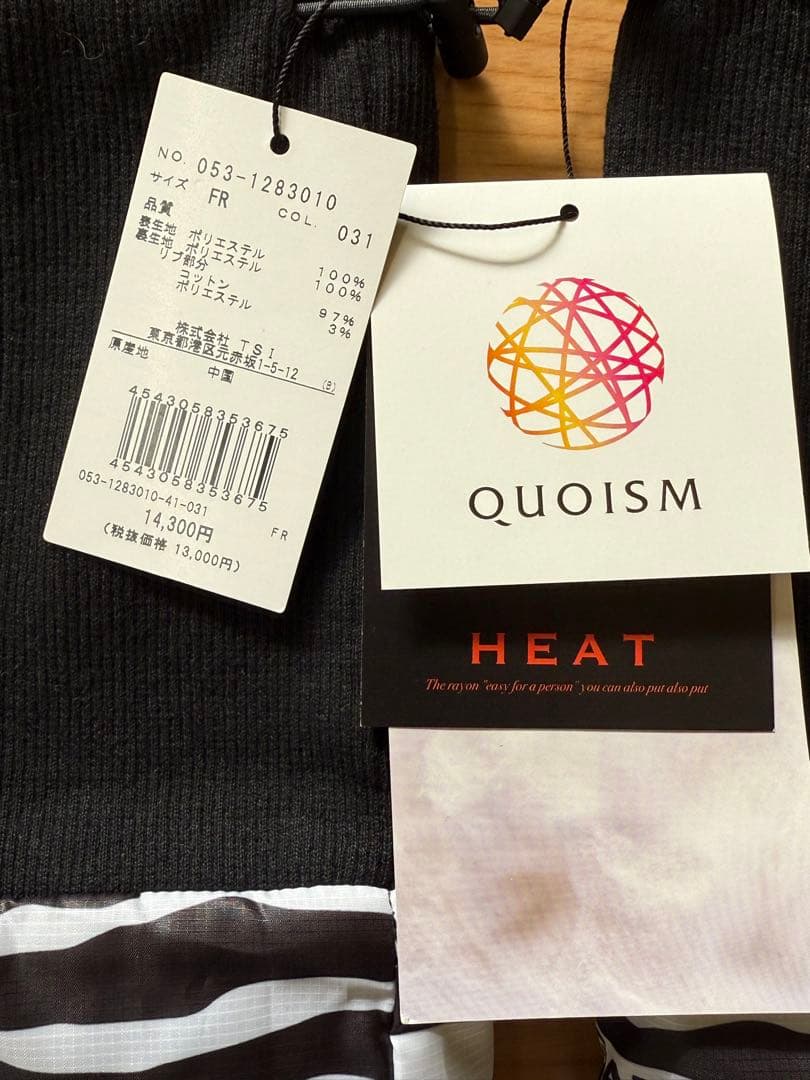 NO. 053-1283010
サイズ FR COL. 031
品質
表生地 ポリエステル 100%
裏生地 ポリエステル 100%
リブ部分
コットン 97%
ポリエステル 3%
株式会社 TSI
東京都港区元赤坂1-5-12 (B)
原産地 中国
4543058353675
4543058353675
053-1283010-41-031
14,300円 FR
(税抜価格 13,000円)
QUOISM
HEAT
The rayon "easy for a person" you can also put also put